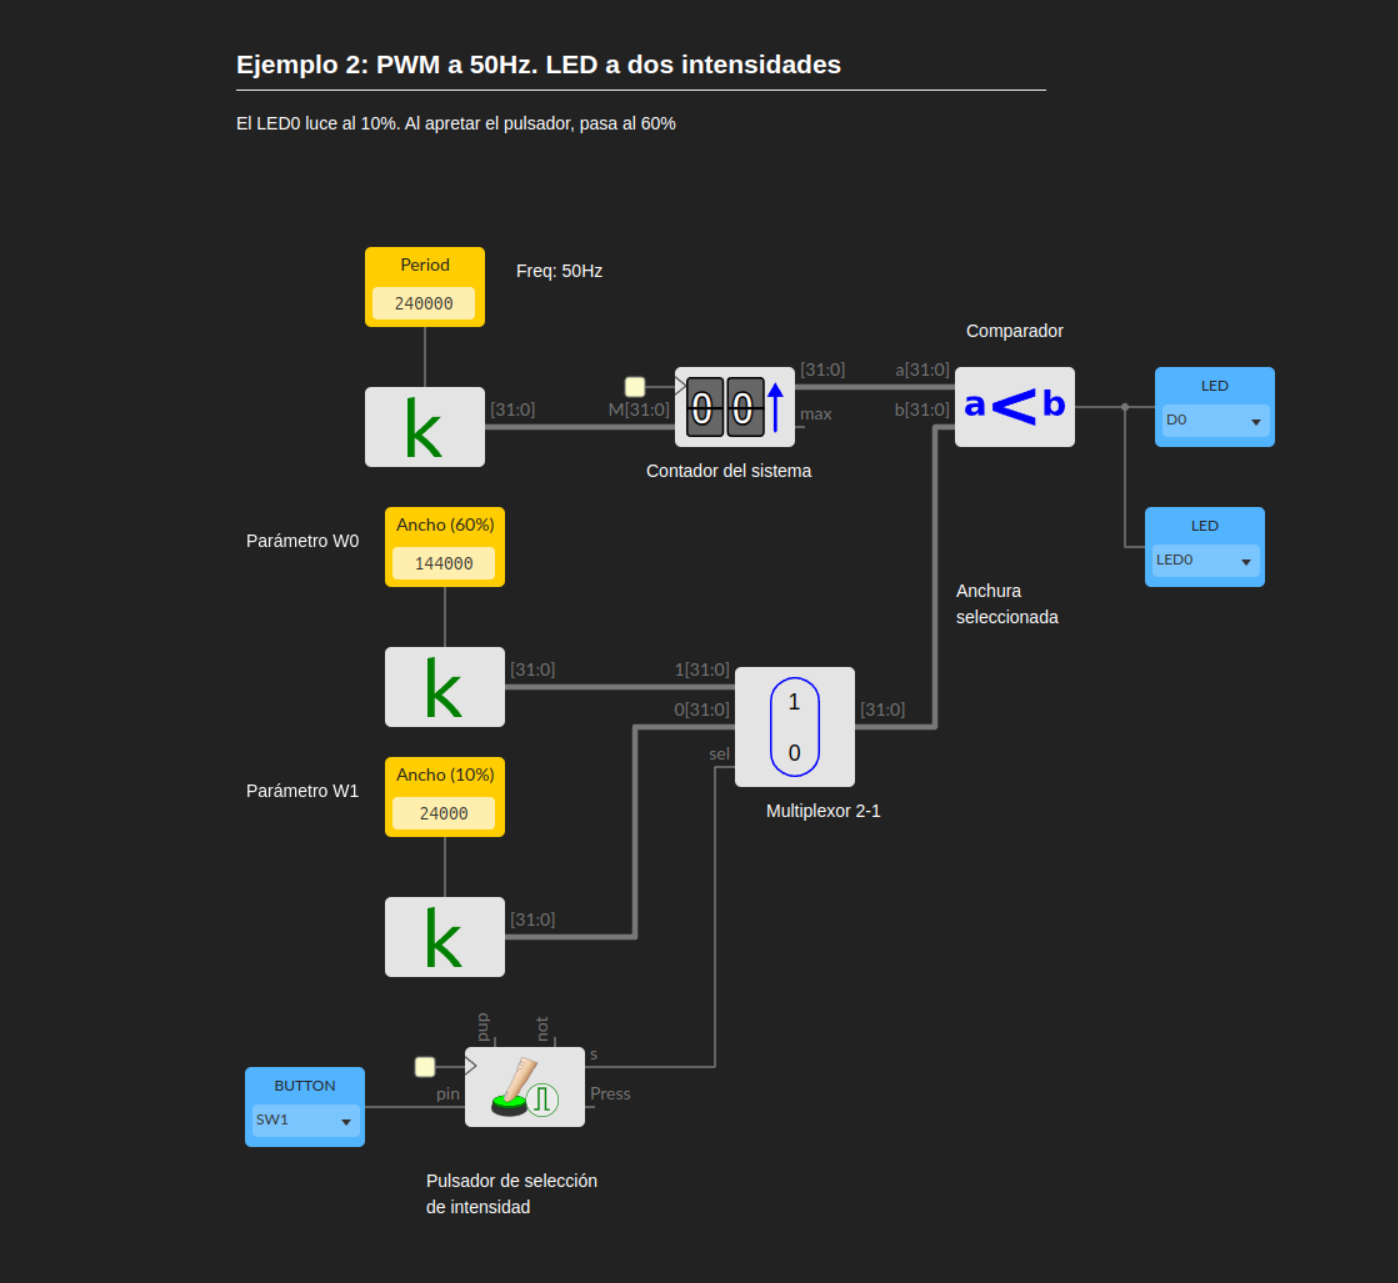 Ejemplo 2: PWM a 50Hz. LED a dos intensidades
El LED0 luce al 10%. Al apretar el pulsador, pasa al 60%
Period
240000
Freq: 50Hz
Comparador
[31:0]
M[31:0]
0 0
[31:0]
max
a[31:0]
b[31:0]
a<b
LED
D0
k
Contador del sistema
Parámetro W0
Ancho (60%)
144000
LED
LED0
Anchura
seleccionada
k
[31:0]
1[31:0]
0[31:0]
sel
1
0
[31:0]
Multiplexor 2-1
Parámetro W1
Ancho (10%)
24000
k
[31:0]
pup
not
s
pin
Press
BUTTON
SW1
Pulsador de selección
de intensidad